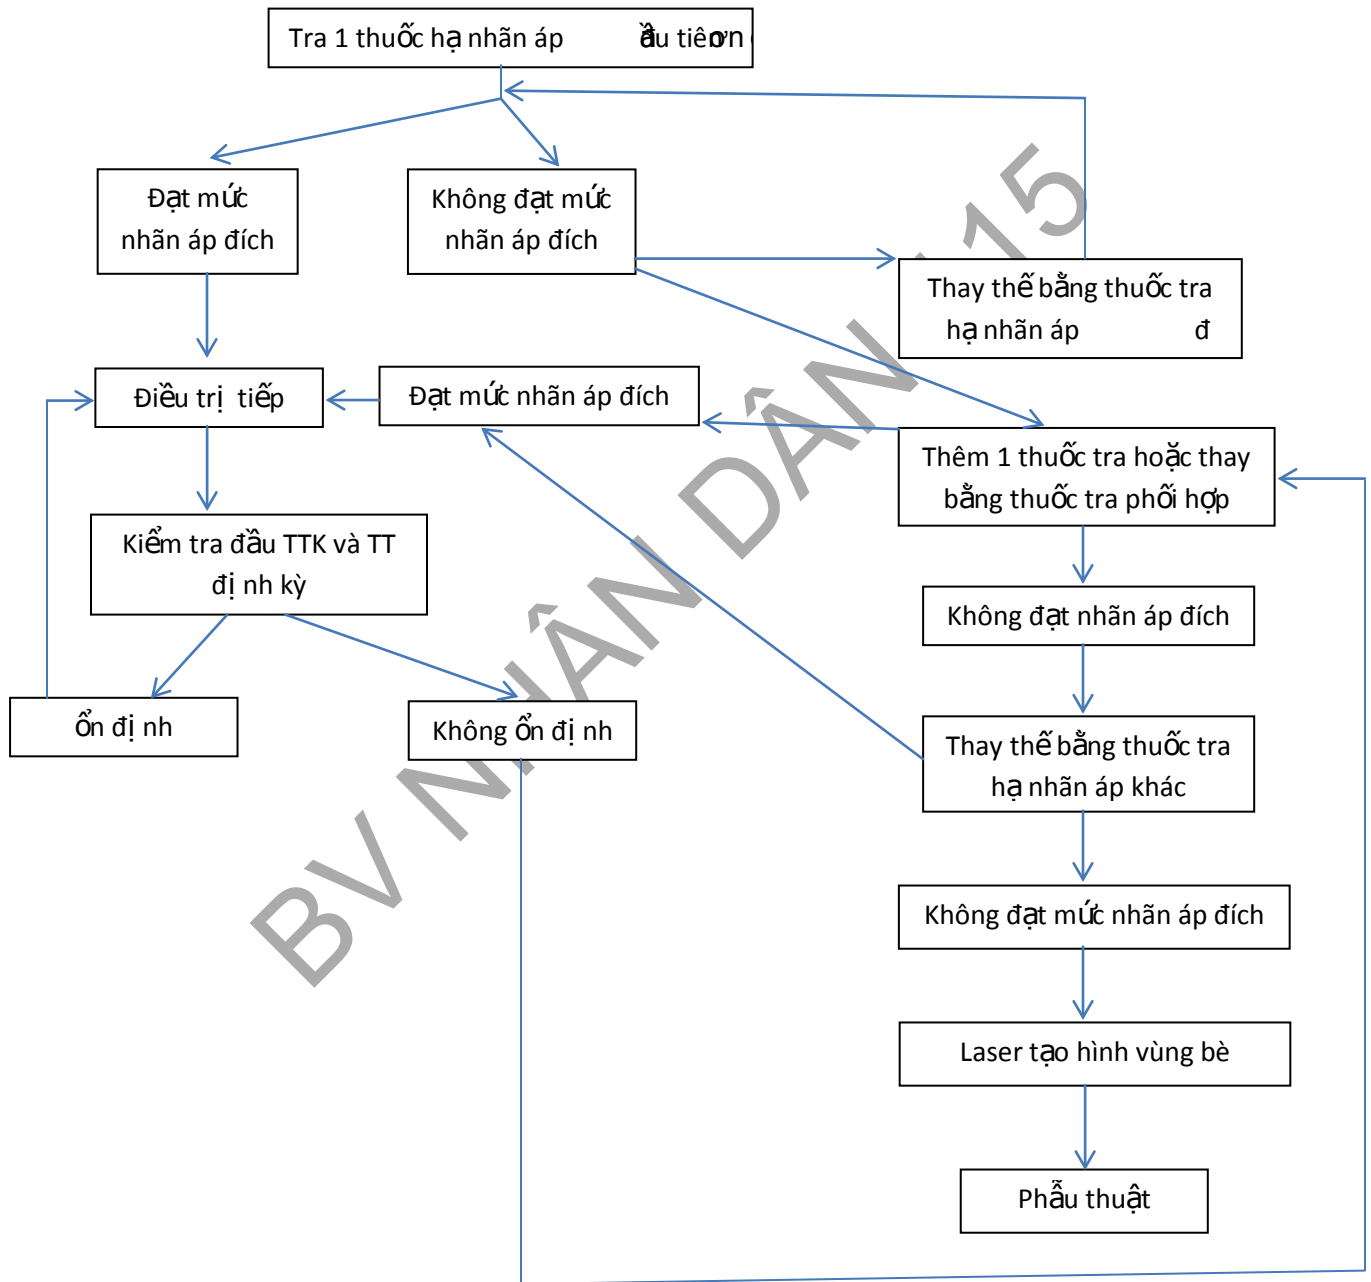 Tra 1 thuốc hạ nhãn áp
Đạt mức
nhãn áp đích
Không đạt mức
nhãn áp đích
Thay thế bằng thuốc tra
hạ nhãn áp đ
Điều trị tiếp
Đạt mức nhãn áp đích
Thêm 1 thuốc tra hoặc thay
bằng thuốc tra phối hợp
Kiểm tra đầu TTK và TT
định kỳ
Không đạt nhãn áp đích
ổn định
Không ổn định
Thay thế bằng thuốc tra
hạ nhãn áp khác
Không đạt mức nhãn áp đích
Laser tạo hình vùng bè
Phẫu thuật
BV NHÂN DÂN 115